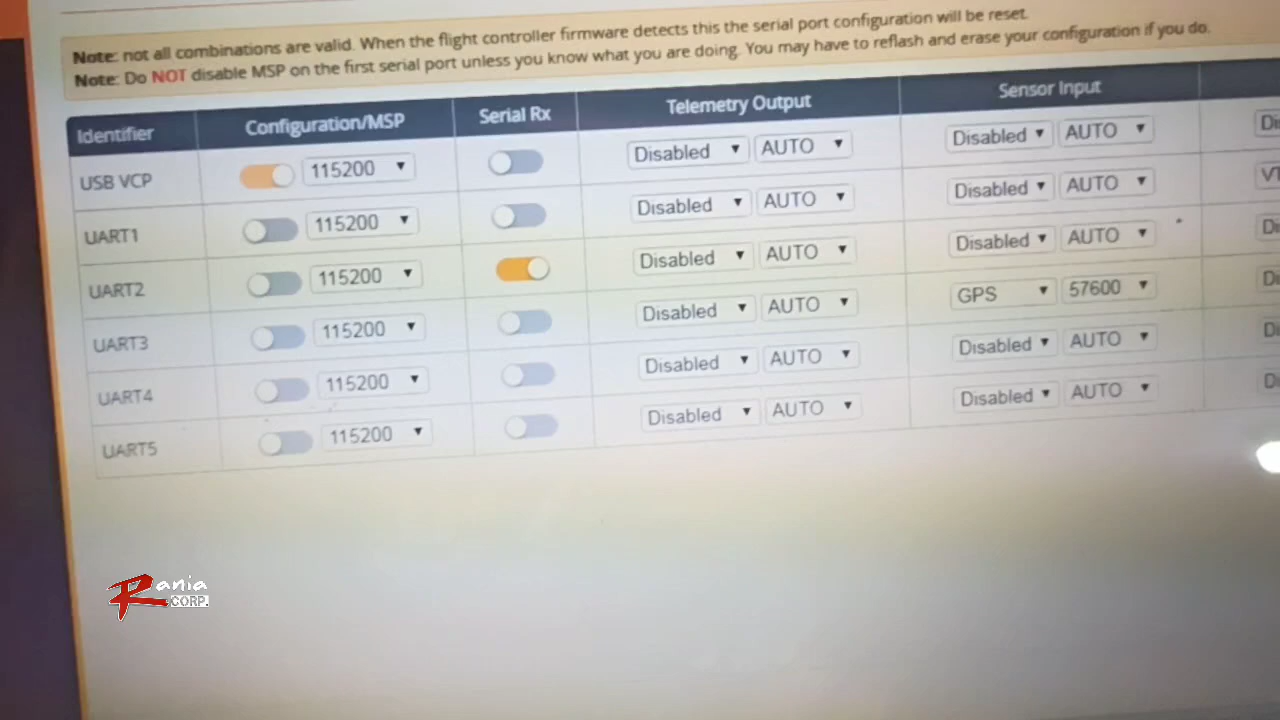 Note: not all combinations are valid. When the flight controller firmware detects this the serial port configuration will be reset.
Note: Do NOT disable MSP on the first serial port unless you know what you are doing. You may have to reflash and erase your configuration if you do.
Identifier Configuration/MSP Serial Rx Telemetry Output Sensor Input
USB VCP 115200 Disabled AUTO Disabled AUTO
UART1 115200 Disabled AUTO Disabled AUTO
UART2 115200 Disabled AUTO Disabled AUTO
UART3 115200 Disabled AUTO GPS 57600
UART4 115200 Disabled AUTO Disabled AUTO
UART5 115200 Disabled AUTO Disabled AUTO
Rania
CORP.